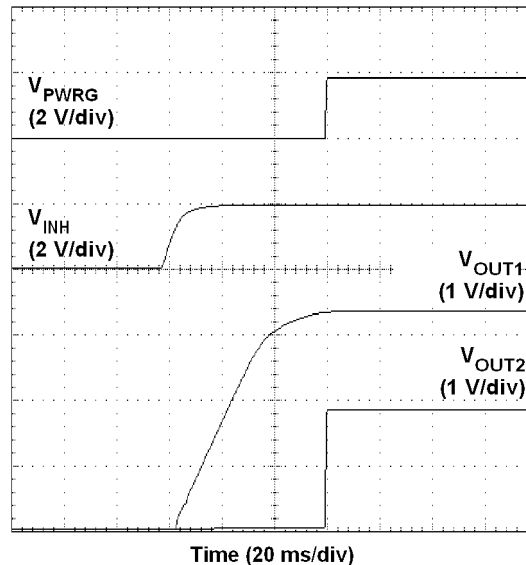 VPWRG
(2 V/div)
VINH
(2 V/div)
VOUT1
(1 V/div)
VOUT2
(1 V/div)
Time (20 ms/div)